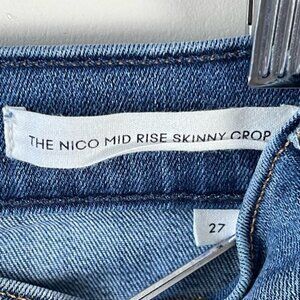 THE NICO MID RISE SKINNY CROP
27